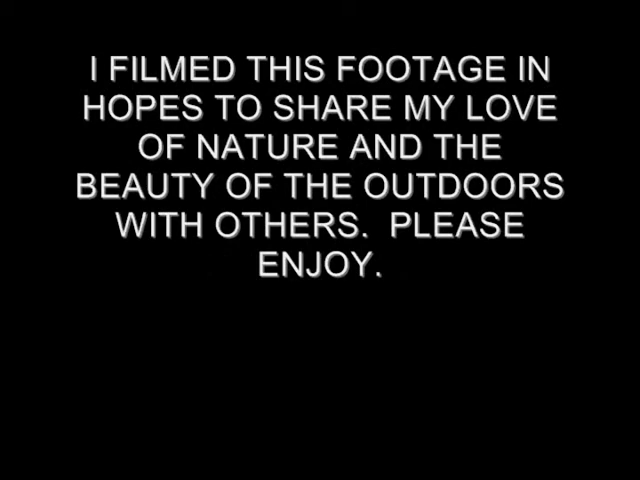 I FILMED THIS FOOTAGE IN
HOPES TO SHARE MY LOVE
OF NATURE AND THE
BEAUTY OF THE OUTDOORS
WITH OTHERS.  PLEASE
ENJOY.